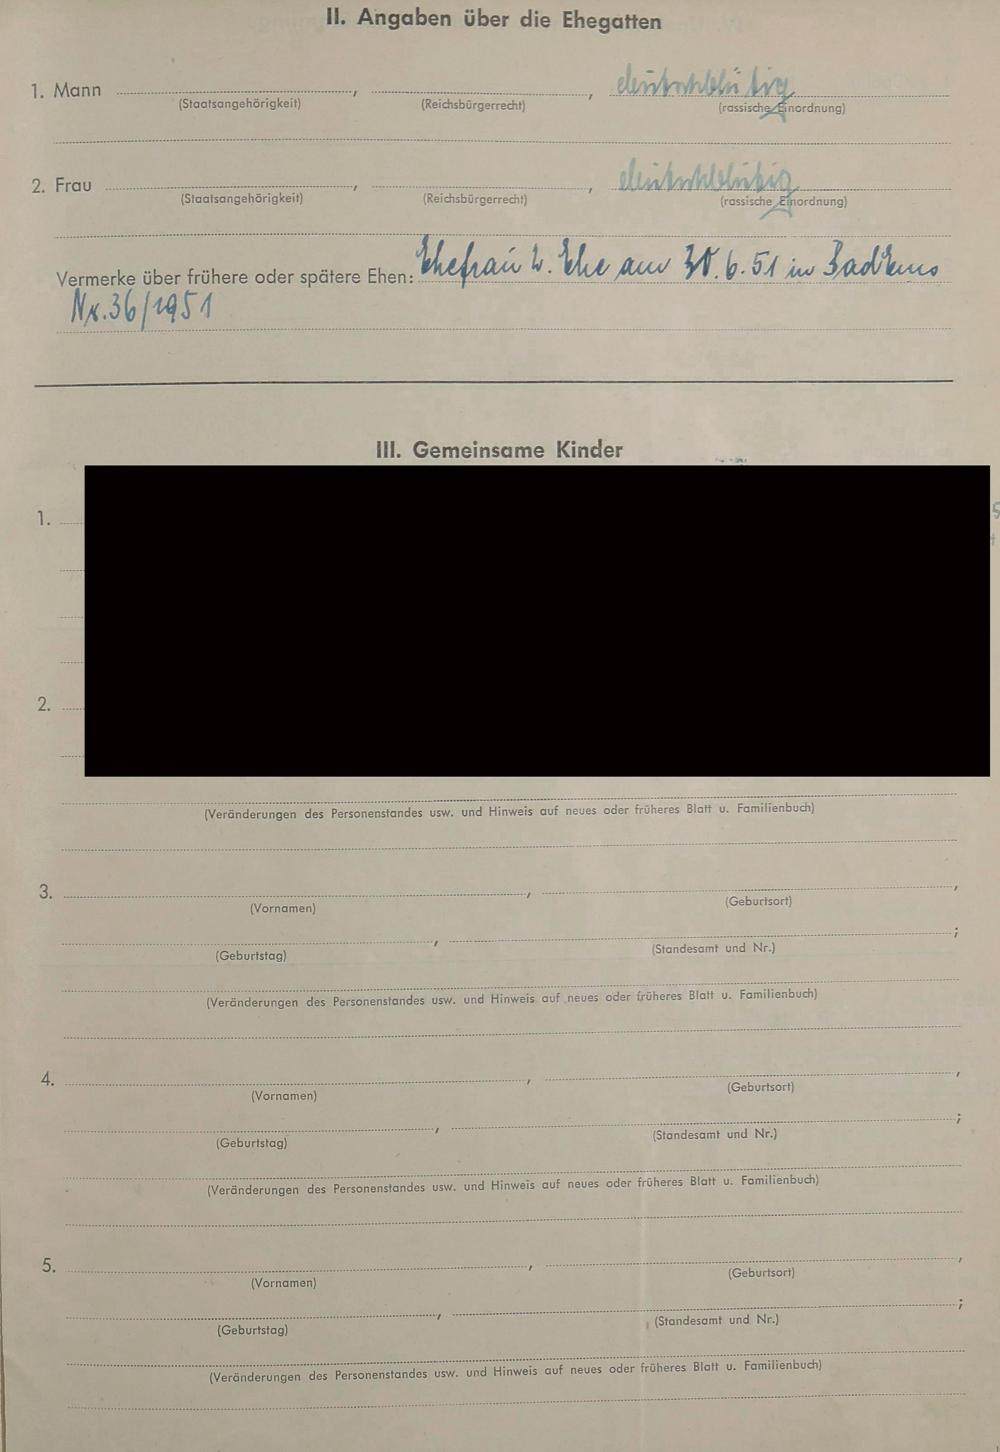 II. Angaben über die Ehegatten
1. Mann , , deutschblütig
(Staatsangehörigkeit) (Reichsbürgerrecht) (rassische Einordnung)
2. Frau , , deutschblütig
(Staatsangehörigkeit) (Reichsbürgerrecht) (rassische Einordnung)
Vermerke über frühere oder spätere Ehen: Ehefrau 2. Ehe am 30.6.51 in Bad Ems
Nr. 36/1951
III. Gemeinsame Kinder
1.
2.
(Veränderungen des Personenstandes usw. und Hinweis auf neues oder früheres Blatt u. Familienbuch)
3. , ,
(Vornamen) (Geburtsort)
, ;
(Geburtstag) (Standesamt und Nr.)
(Veränderungen des Personenstandes usw. und Hinweis auf neues oder früheres Blatt u. Familienbuch)
4. , ,
(Vornamen) (Geburtsort)
, ;
(Geburtstag) (Standesamt und Nr.)
(Veränderungen des Personenstandes usw. und Hinweis auf neues oder früheres Blatt u. Familienbuch)
5. , ,
(Vornamen) (Geburtsort)
, ;
(Geburtstag) (Standesamt und Nr.)
(Veränderungen des Personenstandes usw. und Hinweis auf neues oder früheres Blatt u. Familienbuch)